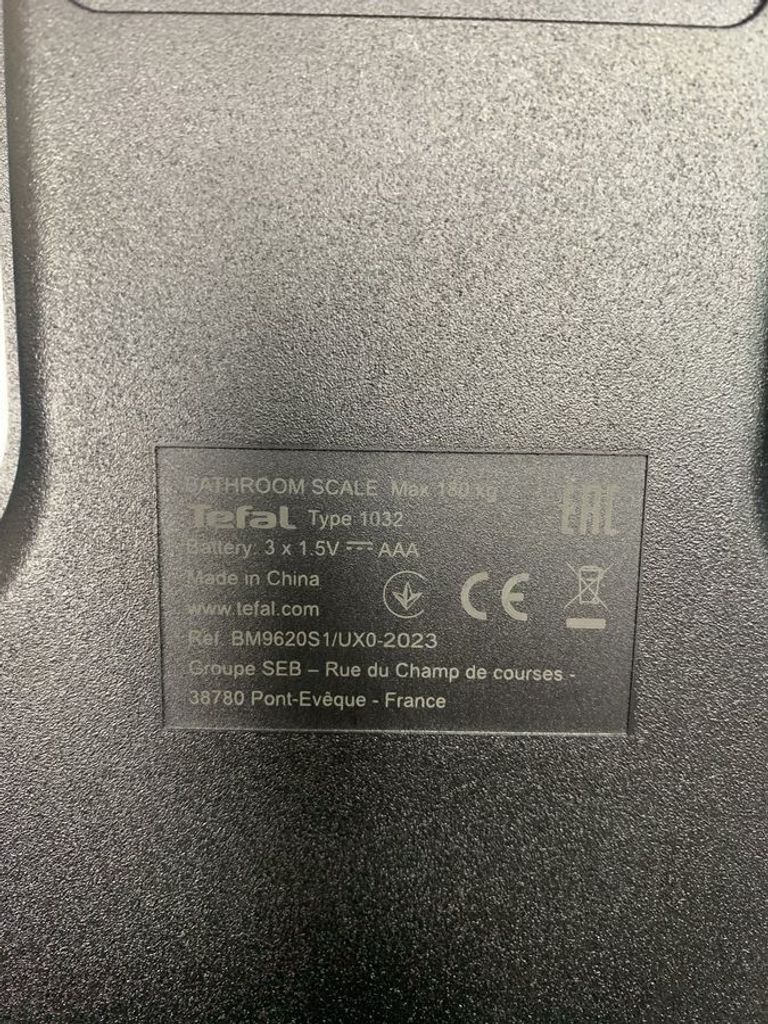 BATHROOM SCALE Max 180 kg
Tefal Type 1032
EAC
Battery: 3 x 1.5V AAA
Made in China
www.tefal.com
CE
Ref. BM9620S1/UX0-2023
Groupe SEB – Rue du Champ de courses -
38780 Pont-Evêque - France